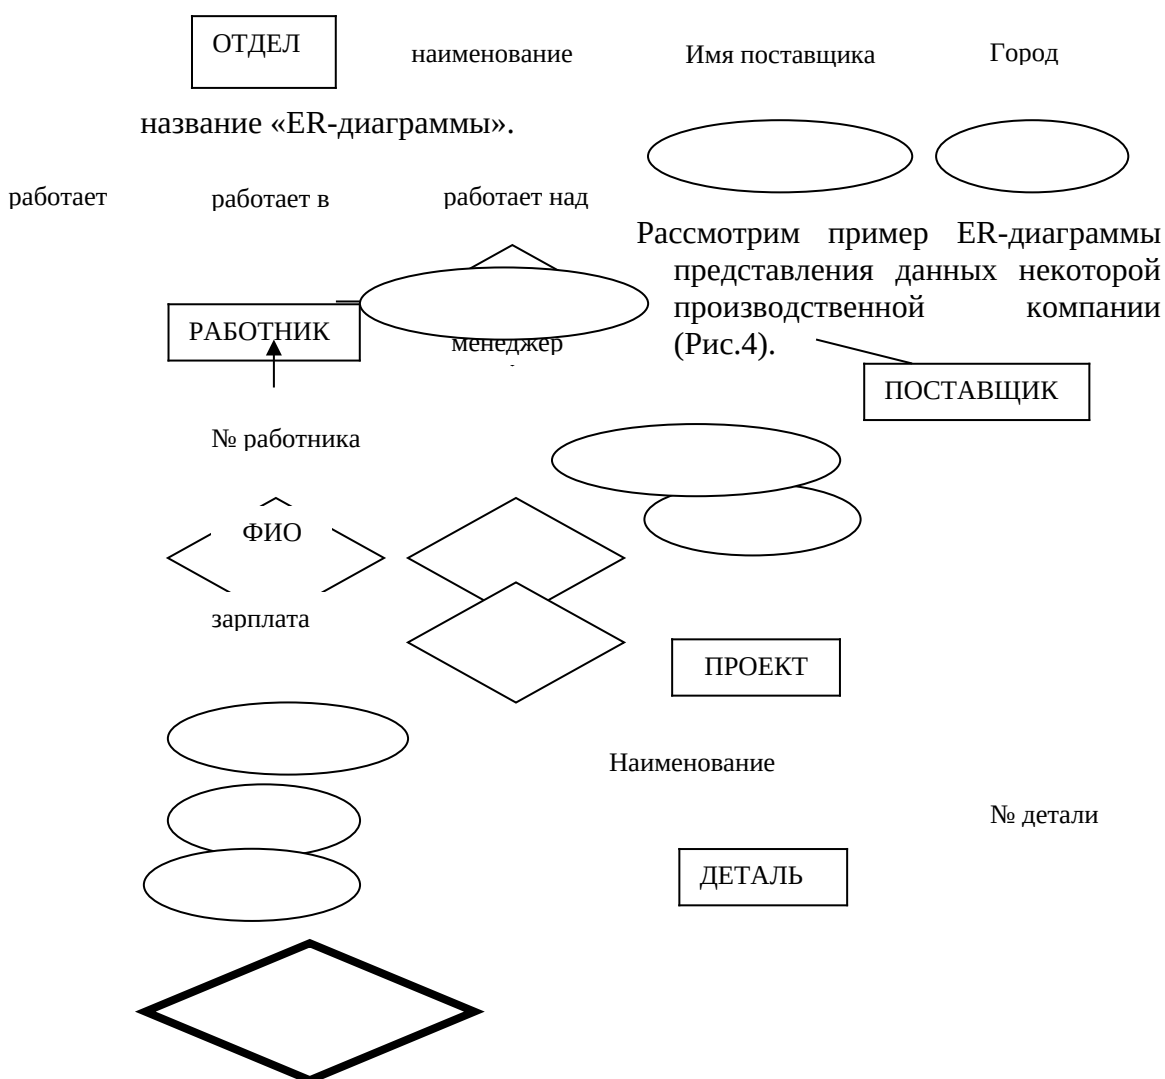 ОТДЕЛ
наименование
Имя поставщика
Город
название «ER-диаграммы».
работает
работает в
работает над
Рассмотрим пример ER-диаграммы
представления данных некоторой
производственной компании
(Рис.4).
РАБОТНИК
менеджер
ПОСТАВЩИК
№ работника
ФИО
зарплата
ПРОЕКТ
Наименование
№ детали
ДЕТАЛЬ